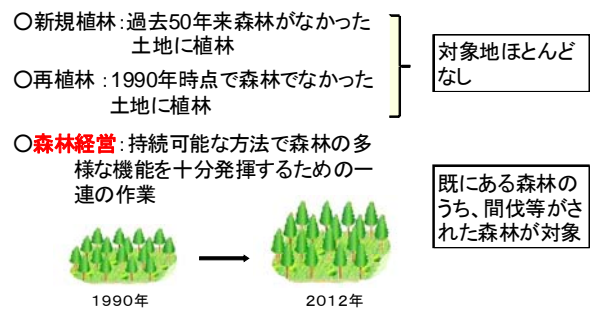 ○新規植林：過去50年来森林がなかった
土地に植林
○再植林：1990年時点で森林でなかった
土地に植林
対象地ほとんど
なし
○森林経営：持続可能な方法で森林の多
様な機能を十分発揮するための一
連の作業
既にある森林の
うち、間伐等がさ
れた森林が対象
1990年
2012年